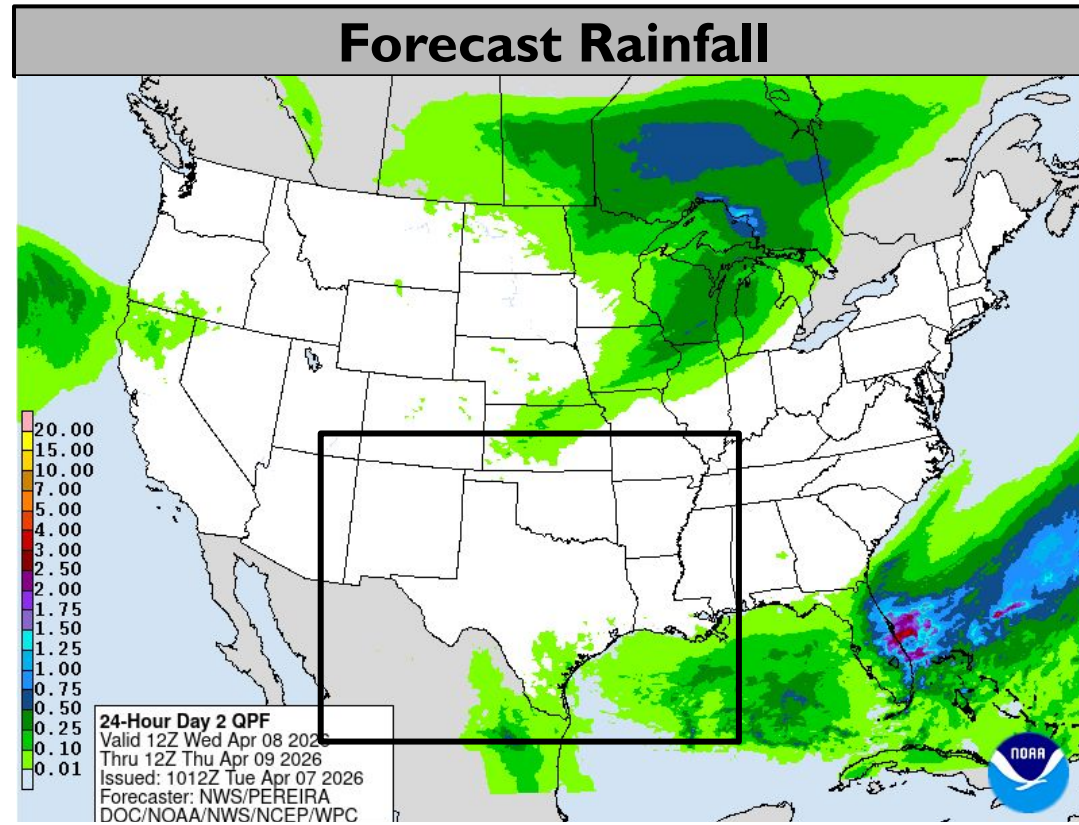 Forecast Rainfall
20.00
15.00
10.00
7.00
5.00
4.00
3.00
2.50
2.00
1.75
1.50
1.25
1.00
0.75
0.50
0.25
0.10
0.01
24-Hour Day 2 QPF
Valid 12Z Wed Apr 08 2026
Thru 12Z Thu Apr 09 2026
Issued: 1012Z Tue Apr 07 2026
Forecaster: NWS/PEREIRA
DOC/NOAA/NWS/NCEP/WPC
NOAA